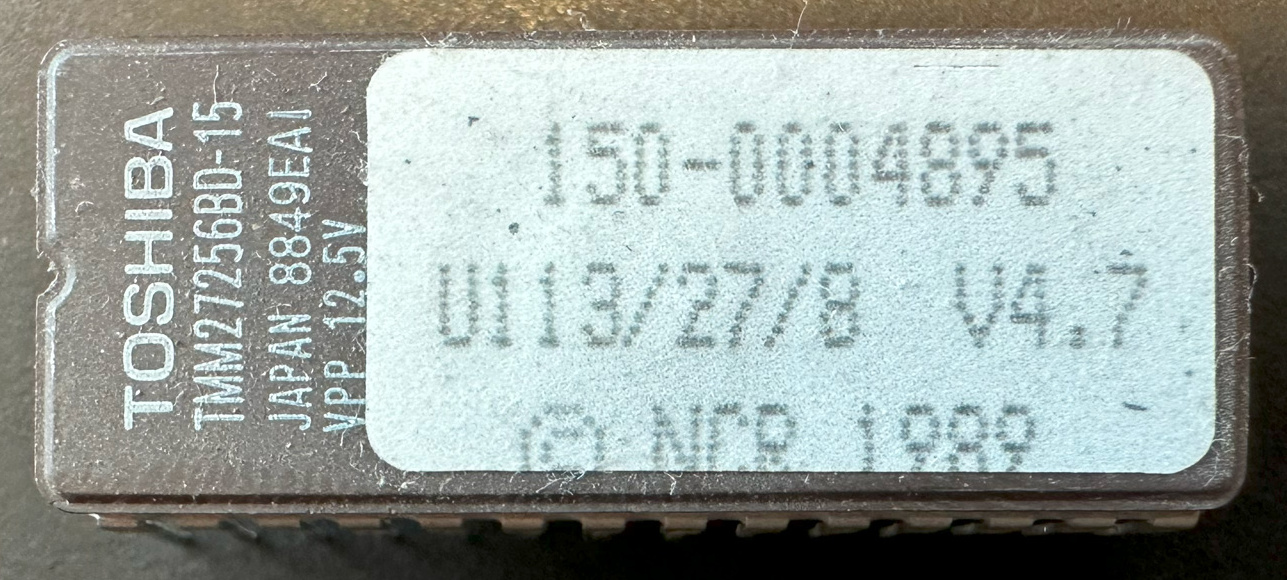 TOSHIBA
TMM27256BD-15
JAPAN 8849EAI
VPP 12.5V
150-0004895
U113/27/8 V4.7
© NCR 1989